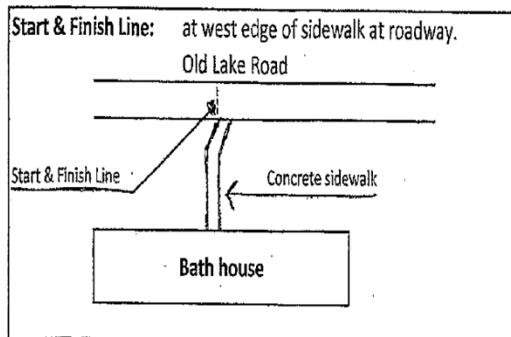 Start & Finish Line: at west edge of sidewalk at roadway.
Old Lake Road
Start & Finish Line
Concrete sidewalk
Bath house